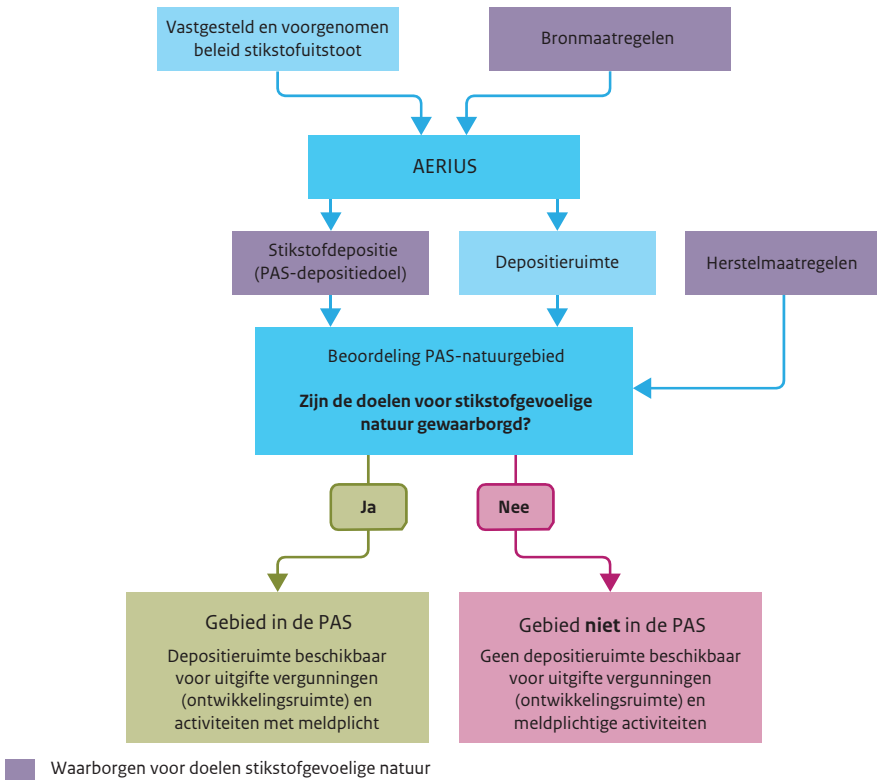 Vastgesteld en voorgenomen
beleid stikstofuitstoot
Bronmaatregelen
AERIUS
Stikstofdepositie
(PAS-depositiedoel)
Depositieruimte
Herstelmaatregelen
Beoordeling PAS-natuurgebied
Zijn de doelen voor stikstofgevoelige
natuur gewaarborgd?
Ja
Nee
Gebied in de PAS
Depositieruimte beschikbaar
voor uitgifte vergunningen
(ontwikkelingsruimte) en
activiteiten met meldplicht
Gebied niet in de PAS
Geen depositieruimte beschikbaar
voor uitgifte vergunningen
(ontwikkelingsruimte) en
meldplichtige activiteiten
Waarborgen voor doelen stikstofgevoelige natuur